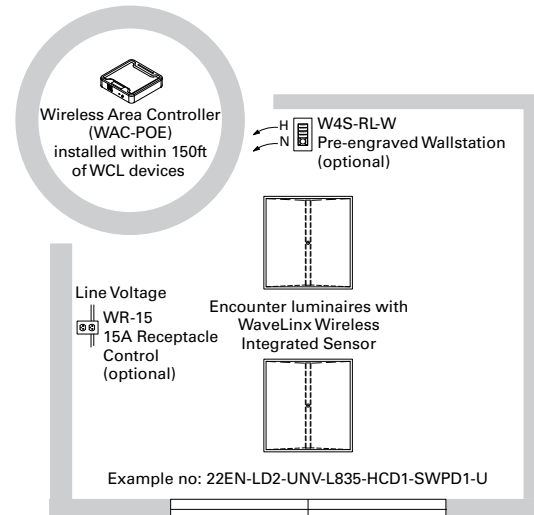 Wireless Area Controller
(WAC-POE)
installed within 150ft
of WCL devices
H
N
W4S-RL-W
Pre-engraved Wallstation
(optional)
Line Voltage
WR-15
15A Receptacle
Control
(optional)
Encounter luminaires with
WaveLinx Wireless
Integrated Sensor
Example no: 22EN-LD2-UNV-L835-HCD1-SWPD1-U